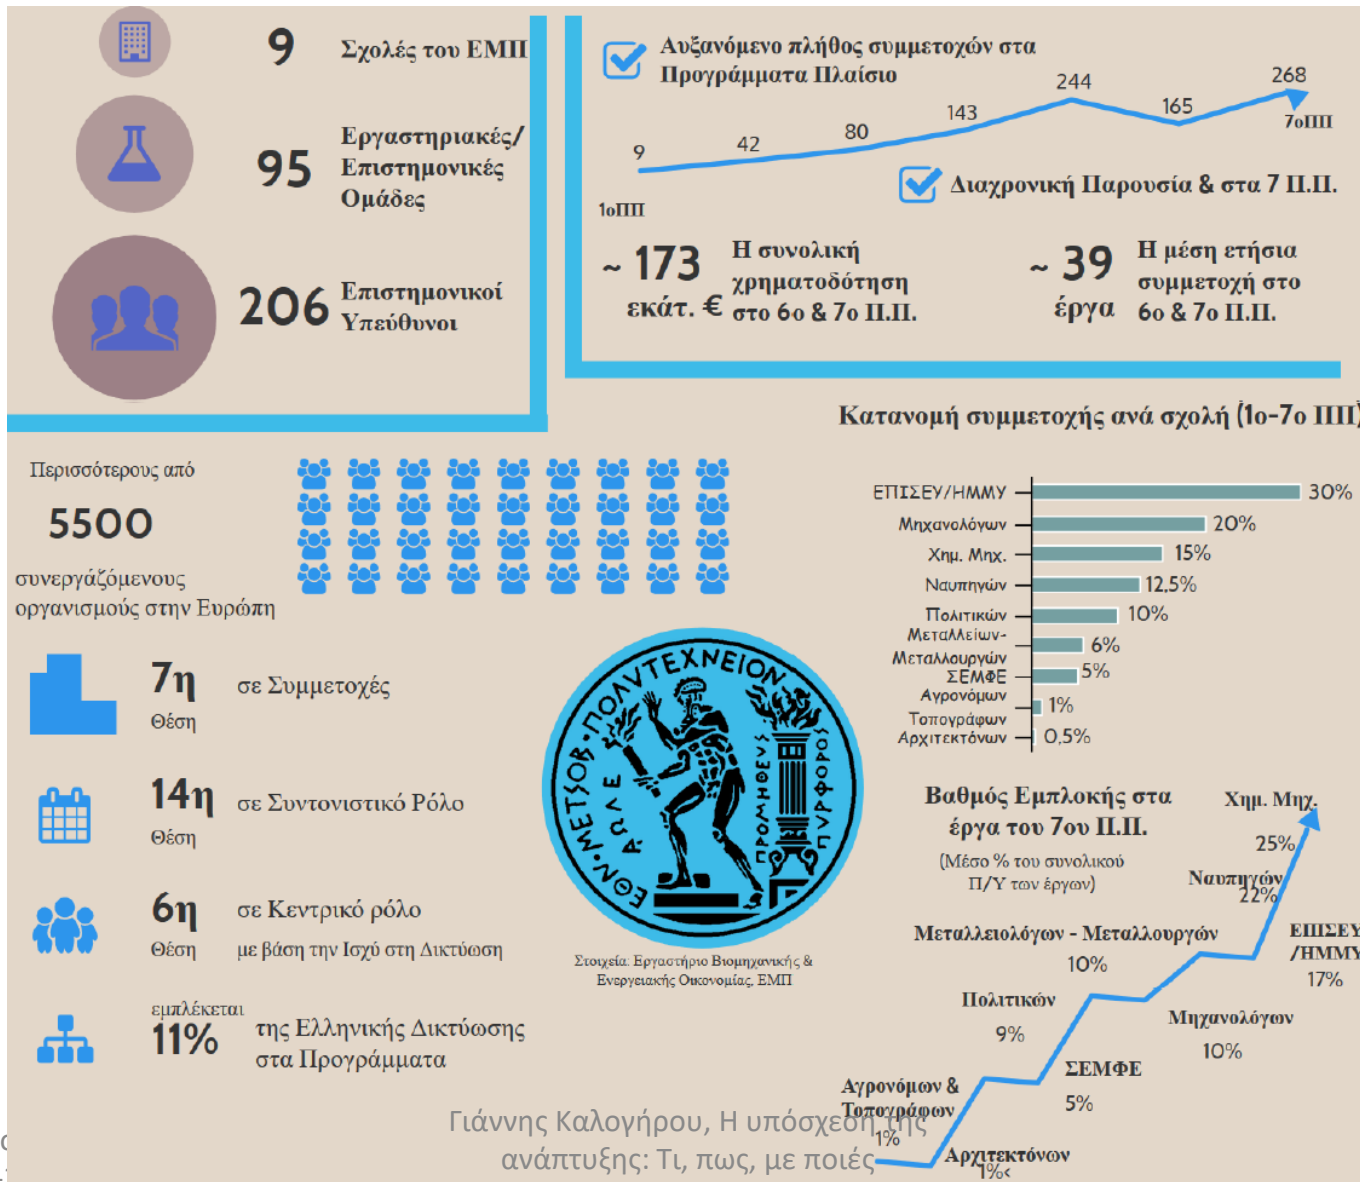 9
Σχολές του ΕΜΠ
95
Εργαστηριακές/
Επιστημονικές
Ομάδες
206
Επιστημονικοί
Υπεύθυνοι
Αυξανόμενο πλήθος συμμετοχών στα
Προγράμματα Πλαίσιο
9
42
80
143
244
165
268
1οΠΠ
7οΠΠ
Διαχρονική Παρουσία & στα 7 Π.Π.
~ 173
εκάτ. €
Η συνολική
χρηματοδότηση
στο 6ο & 7ο Π.Π.
~ 39
έργα
Η μέση ετήσια
συμμετοχή στο
6ο & 7ο Π.Π.
Περισσότερους από
5500
συνεργάζόμενους
οργανισμούς στην Ευρώπη
7η
Θέση
σε Συμμετοχές
14η
Θέση
σε Συντονιστικό Ρόλο
6η
Θέση
σε Κεντρικό ρόλο
με βάση την Ισχύ στη Δικτύωση
εμπλέκεται
11%
της Ελληνικής Δικτύωσης
στα Προγράμματα
ΕΘΝ·ΜΕΤΣΟΒ·ΠΟΛΥΤΕΧΝΕΙΟΝ
ΠΡΟΜΗΘΕΥΣ
ΠΥΡΦΟΡΟΣ
Στοιχεία: Εργαστήριο Βιομηχανικής &
Ενεργειακής Οικονομίας, ΕΜΠ
Κατανομή συμμετοχής ανά σχολή (1ο-7ο ΠΠ)
ΕΠΙΣΕΥ/ΗΜΜΥ 30%
Μηχανολόγων 20%
Χημ. Μηχ. 15%
Ναυπηγών 12,5%
Πολιτικών 10%
Μεταλλείων-
Μεταλλουργών 6%
ΣΕΜΦΕ 5%
Αγρονόμων
Τοπογράφων 1%
Αρχιτεκτόνων 0,5%
Βαθμός Εμπλοκής στα
έργα του 7ου Π.Π.
(Μέσο % του συνολικού
Π/Υ των έργων)
Χημ. Μηχ.
25%
Ναυπηγών
22%
ΕΠΙΣΕΥ
/ΗΜΜΥ
17%
Μεταλλειολόγων - Μεταλλουργών
10%
Μηχανολόγων
10%
Πολιτικών
9%
ΣΕΜΦΕ
5%
Αγρονόμων &
Τοπογράφων
1%
Αρχιτεκτόνων
1%<
Γιάννης Καλογήρου, Η υπόσχεση της
ανάπτυξης: Τι, πως, με ποιές